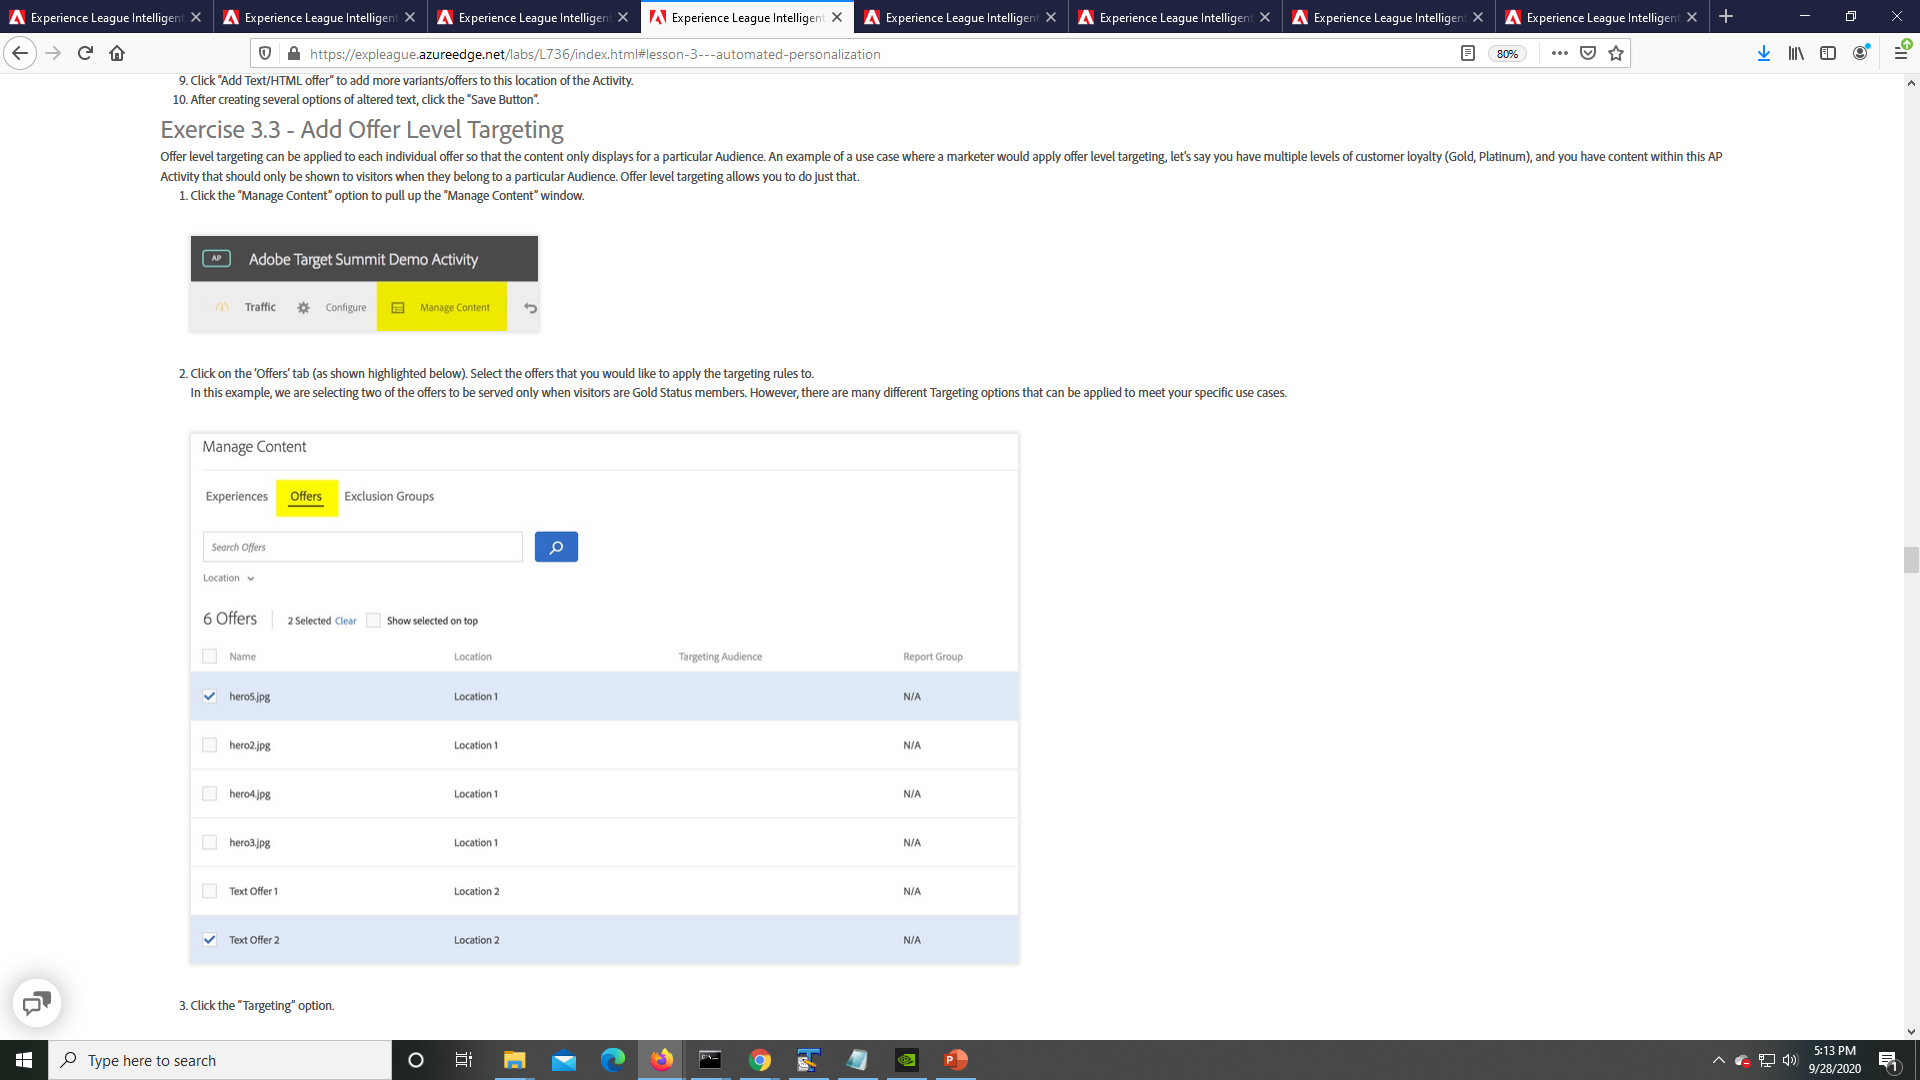 Experience League Intelligent
Experience League Intelligent
Experience League Intelligent
Experience League Intelligent
Experience League Intelligent
Experience League Intelligent
Experience League Intelligent
Experience League Intelligent
https://expleague.azureedge.net/labs/L736/index.html#lesson-3---automated-personalization
80%
9. Click “Add Text/HTML offer” to add more variants/offers to this location of the Activity.
10. After creating several options of altered text, click the “Save Button”.
Exercise 3.3 - Add Offer Level Targeting
Offer level targeting can be applied to each individual offer so that the content only displays for a particular Audience. An example of a use case where a marketer would apply offer level targeting, let’s say you have multiple levels of customer loyalty (Gold, Platinum), and you have content within this AP
Activity that should only be shown to visitors when they belong to a particular Audience. Offer level targeting allows you to do just that.
1. Click the “Manage Content” option to pull up the “Manage Content” window.
AP Adobe Target Summit Demo Activity
Traffic Configure Manage Content
2. Click on the ‘Offers’ tab (as shown highlighted below). Select the offers that you would like to apply the targeting rules to.
In this example, we are selecting two of the offers to be served only when visitors are Gold Status members. However, there are many different Targeting options that can be applied to meet your specific use cases.
Manage Content
Experiences Offers Exclusion Groups
Search Offers
Location
6 Offers 2 Selected Clear Show selected on top
Name Location Targeting Audience Report Group
hero5.jpg Location 1 N/A
hero2.jpg Location 1 N/A
hero4.jpg Location 1 N/A
hero3.jpg Location 1 N/A
Text Offer 1 Location 2 N/A
Text Offer 2 Location 2 N/A
3. Click the “Targeting” option.
Type here to search
5:13 PM
9/28/2020
1